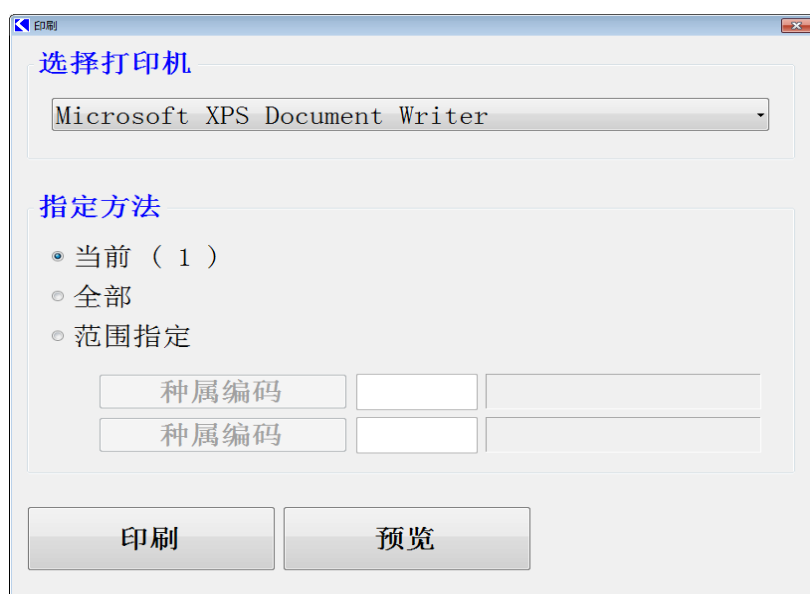 印刷
选择打印机
Microsoft XPS Document Writer
指定方法
当前 ( 1 )
全部
范围指定
种属编码
种属编码
印刷 预览